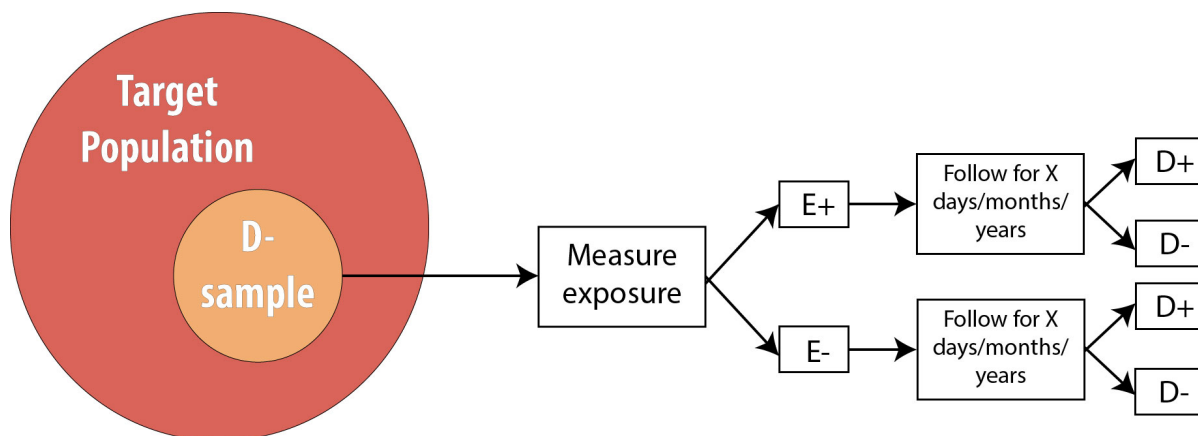 Target
Population
D-
sample
Measure
exposure
E+
Follow for X
days/months/
years
D+
D-
E-
Follow for X
days/months/
years
D+
D-